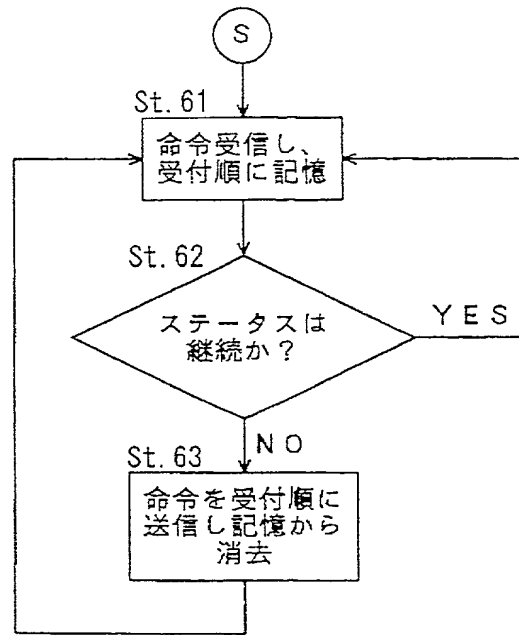 S
St.61
命令受信し、
受付順に記憶
St.62
ステータスは
継続か？
YES
NO
St.63
命令を受付順に
送信し記憶から
消去